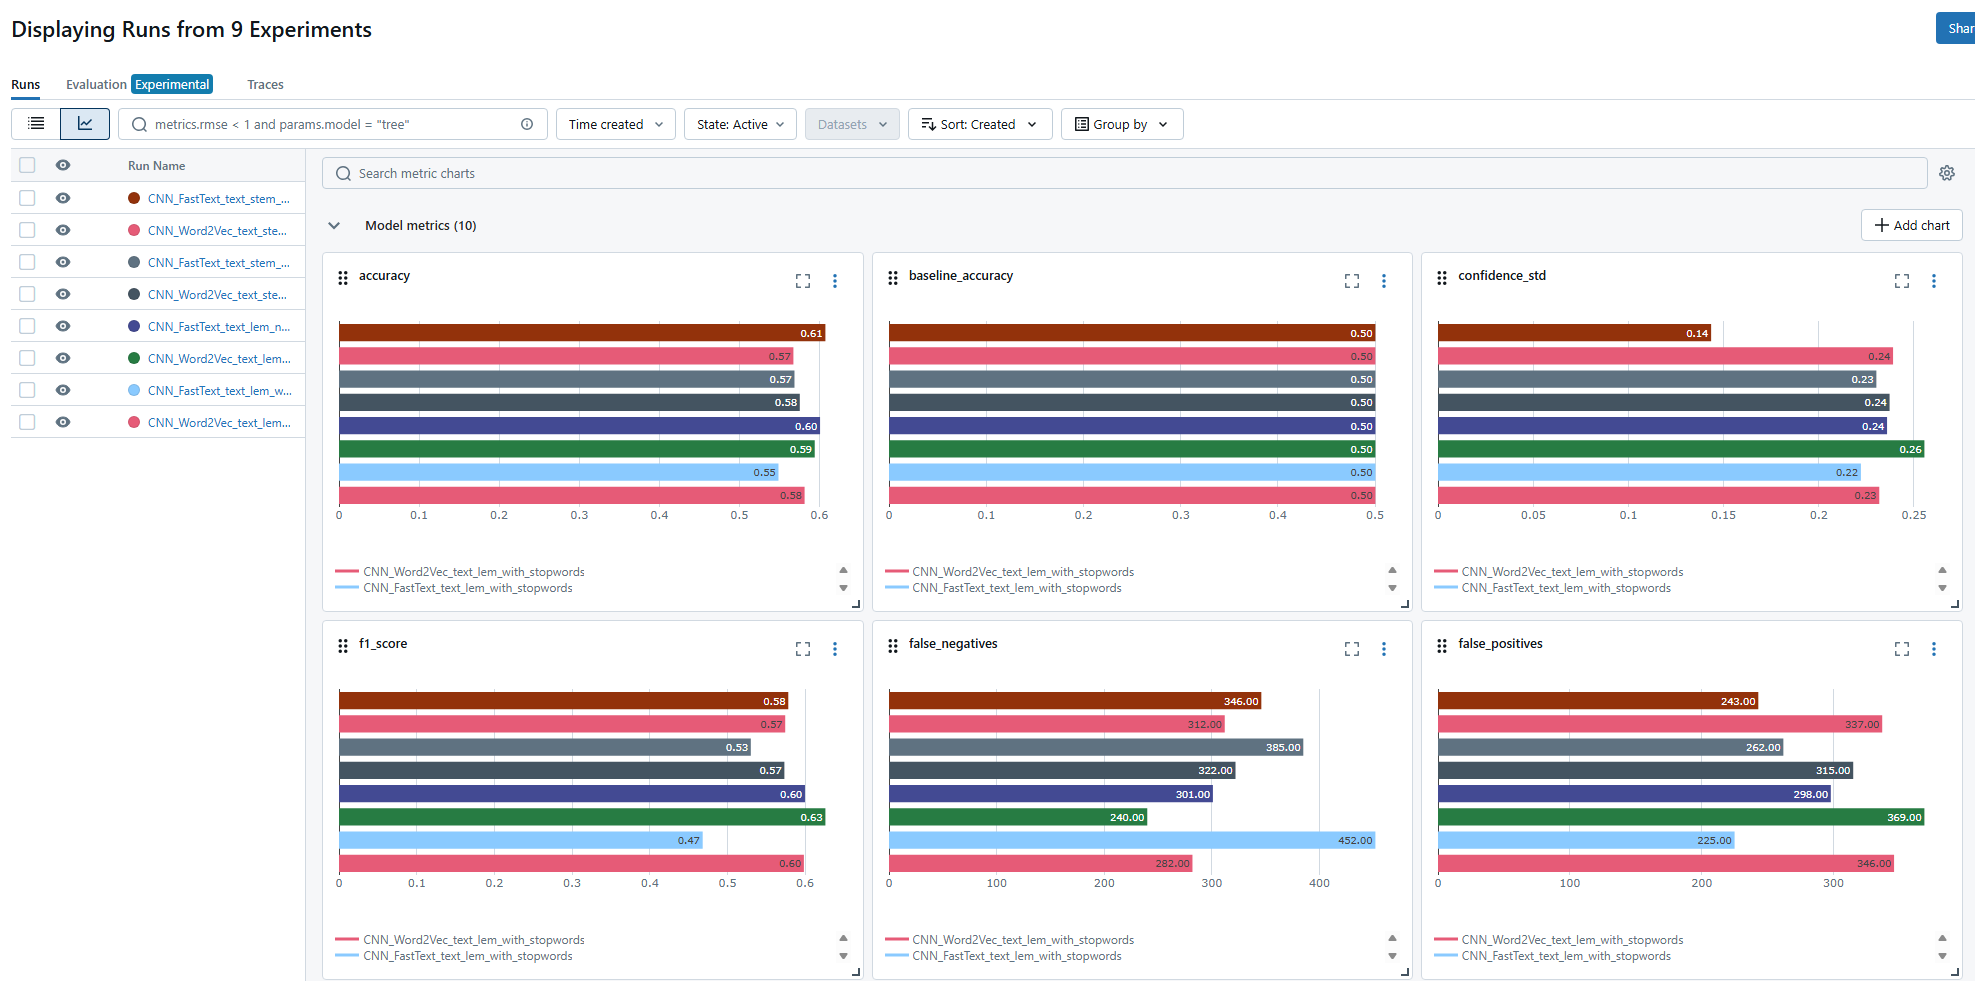 Displaying Runs from 9 Experiments
Shar
Runs Evaluation Experimental Traces
metrics.rmse < 1 and params.model = "tree" Time created State: Active Datasets Sort: Created Group by
Run Name
CNN_FastText_text_stem_...
CNN_Word2Vec_text_ste...
CNN_FastText_text_stem_...
CNN_Word2Vec_text_ste...
CNN_FastText_text_lem_n...
CNN_Word2Vec_text_lem...
CNN_FastText_text_lem_w...
CNN_Word2Vec_text_lem...
Search metric charts
Model metrics (10)
Add chart
accuracy
0.61
0.57
0.57
0.58
0.60
0.59
0.55
0.58
0 0.1 0.2 0.3 0.4 0.5 0.6
CNN_Word2Vec_text_lem_with_stopwords
CNN_FastText_text_lem_with_stopwords
baseline_accuracy
0.50
0.50
0.50
0.50
0.50
0.50
0.50
0.50
0 0.1 0.2 0.3 0.4 0.5
CNN_Word2Vec_text_lem_with_stopwords
CNN_FastText_text_lem_with_stopwords
confidence_std
0.14
0.24
0.23
0.24
0.24
0.26
0.22
0.23
0 0.05 0.1 0.15 0.2 0.25
CNN_Word2Vec_text_lem_with_stopwords
CNN_FastText_text_lem_with_stopwords
f1_score
0.58
0.57
0.53
0.57
0.60
0.63
0.47
0.60
0 0.1 0.2 0.3 0.4 0.5 0.6
CNN_Word2Vec_text_lem_with_stopwords
CNN_FastText_text_lem_with_stopwords
false_negatives
346.00
312.00
385.00
322.00
301.00
240.00
452.00
282.00
0 100 200 300 400
CNN_Word2Vec_text_lem_with_stopwords
CNN_FastText_text_lem_with_stopwords
false_positives
243.00
337.00
262.00
315.00
298.00
369.00
225.00
346.00
0 100 200 300
CNN_Word2Vec_text_lem_with_stopwords
CNN_FastText_text_lem_with_stopwords